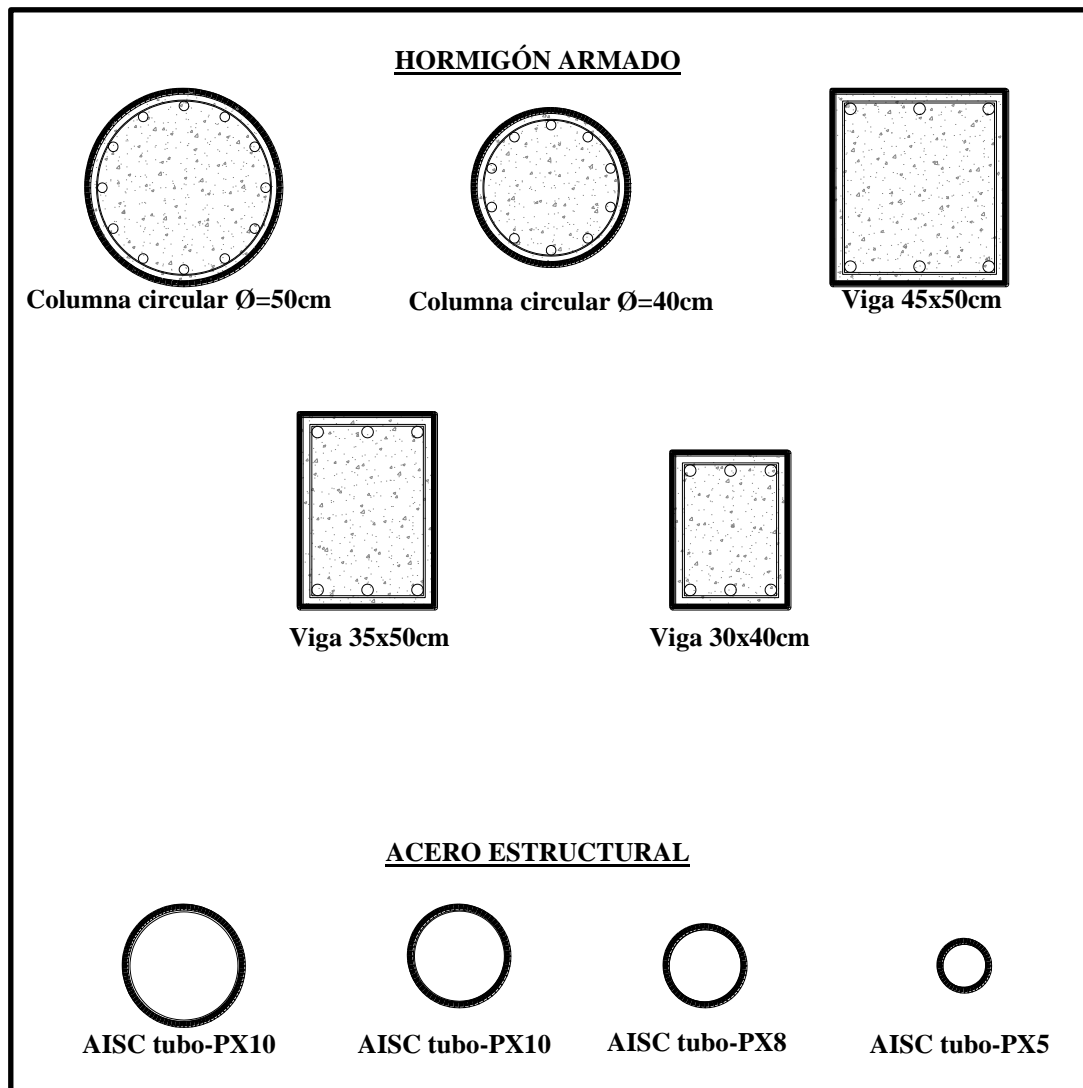 HORMIGÓN ARMADO
Columna circular Ø=50cm
Columna circular Ø=40cm
Viga 45x50cm
Viga 35x50cm
Viga 30x40cm
ACERO ESTRUCTURAL
AISC tubo-PX10
AISC tubo-PX10
AISC tubo-PX8
AISC tubo-PX5